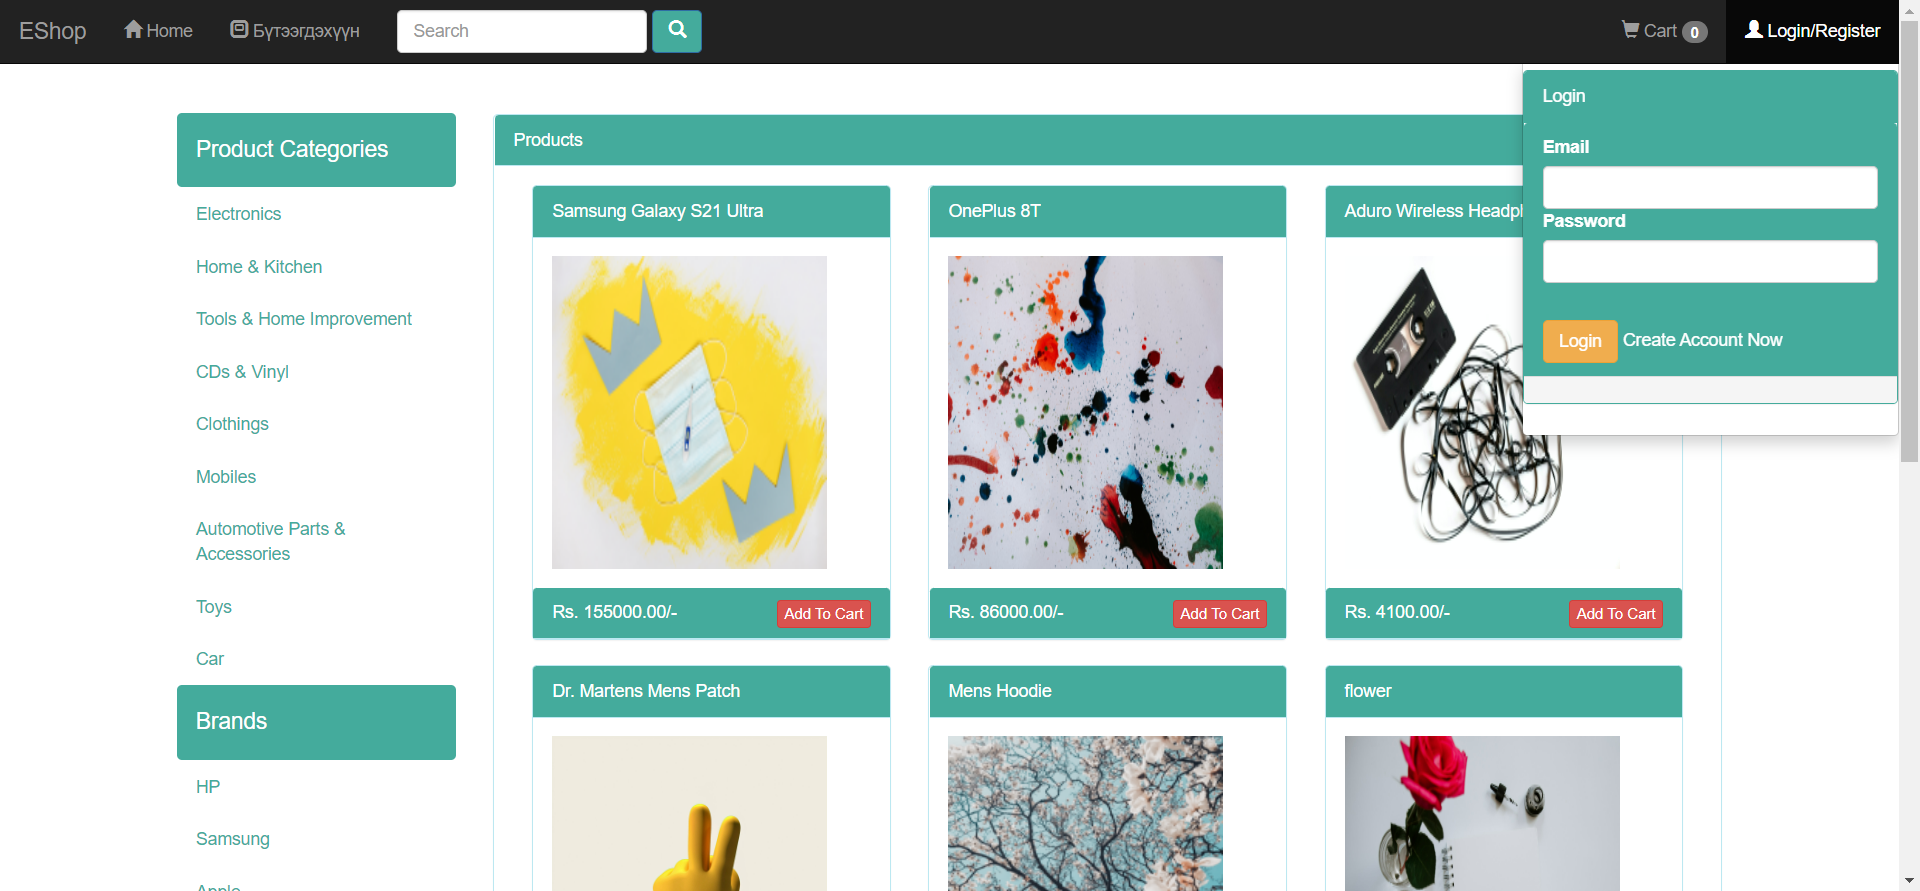 EShop
Home
Бүтээгдэхүүн
Search
Cart 0
Login/Register
Login
Email
Password
Login
Create Account Now
Product Categories
Electronics
Home & Kitchen
Tools & Home Improvement
CDs & Vinyl
Clothings
Mobiles
Automotive Parts &
Accessories
Toys
Car
Brands
HP
Samsung
Apple
Products
Samsung Galaxy S21 Ultra
OnePlus 8T
Aduro Wireless
Rs. 155000.00/-
Add To Cart
Rs. 86000.00/-
Add To Cart
Rs. 4100.00/-
Add To Cart
Dr. Martens Mens Patch
Mens Hoodie
flower